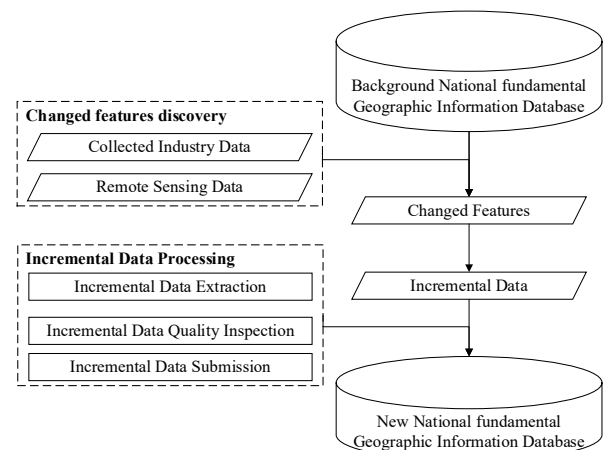 Background National fundamental
Geographic Information Database
Changed features discovery
Collected Industry Data
Remote Sensing Data
Changed Features
Incremental Data Processing
Incremental Data Extraction
Incremental Data
Incremental Data Quality Inspection
Incremental Data Submission
New National fundamental
Geographic Information Database